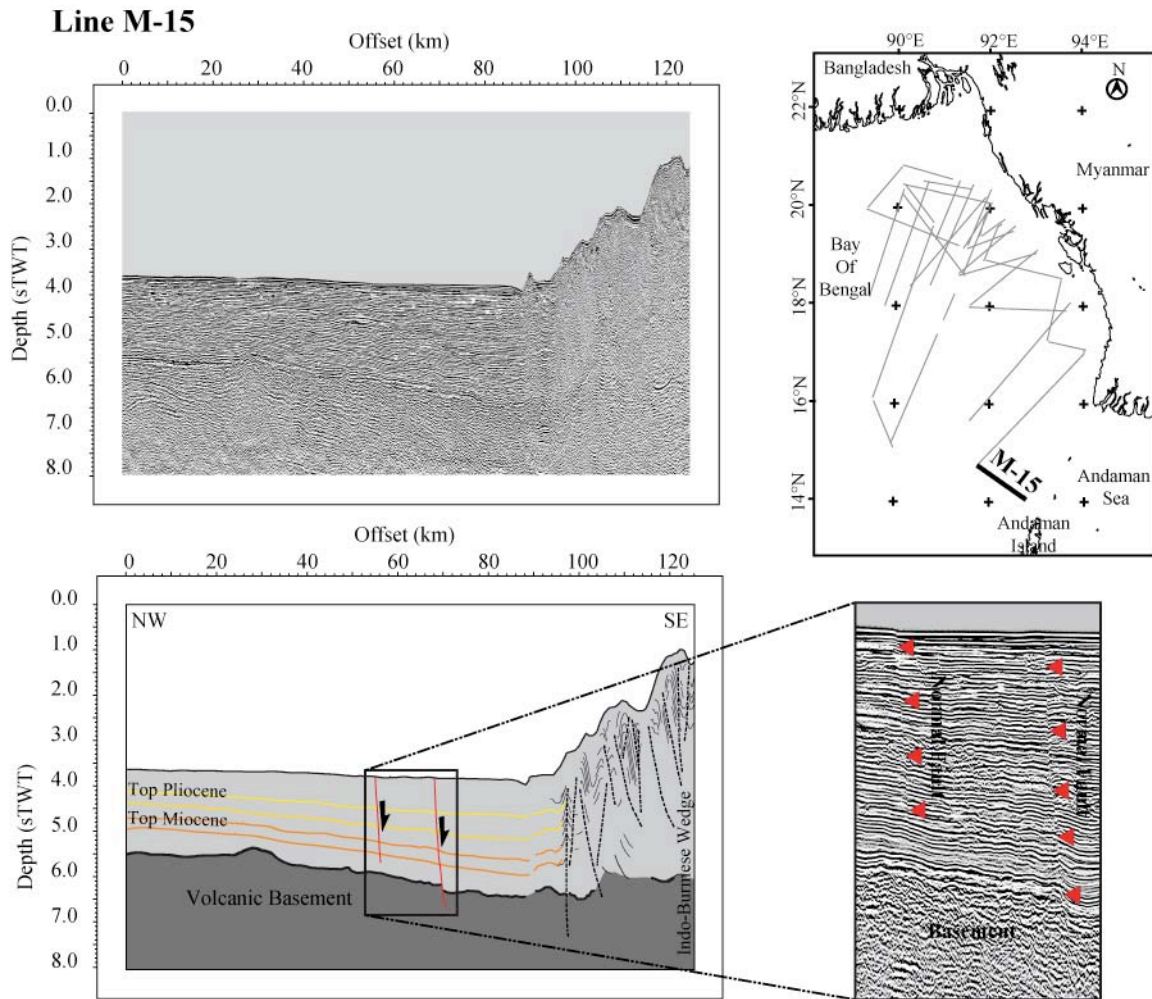 Line M-15
Offset (km)
0 20 40 60 80 100 120
Depth (sTWT)
0.0
1.0
2.0
3.0
4.0
5.0
6.0
7.0
8.0
90°E 92°E 94°E
Bangladesh
N
22°N
Myanmar
20°N
Bay
Of
Bengal
18°N
16°N
M-15
14°N
Andaman
Sea
Andaman
Island
Offset (km)
0 20 40 60 80 100 120
Depth (sTWT)
0.0
1.0
2.0
3.0
4.0
5.0
6.0
7.0
8.0
NW SE
Top Pliocene
Top Miocene
Volcanic Basement
Indo-Burmese Wedge
Normal Fault
Normal Fault
Basement